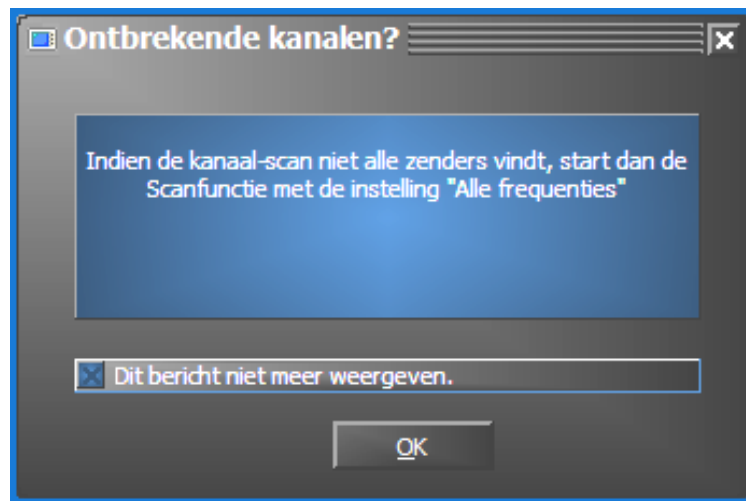 Ontbrekende kanalen?
Indien de kanaal-scan niet alle zenders vindt, start dan de
Scanfunctie met de instelling "Alle frequenties"
Dit bericht niet meer weergeven.
OK